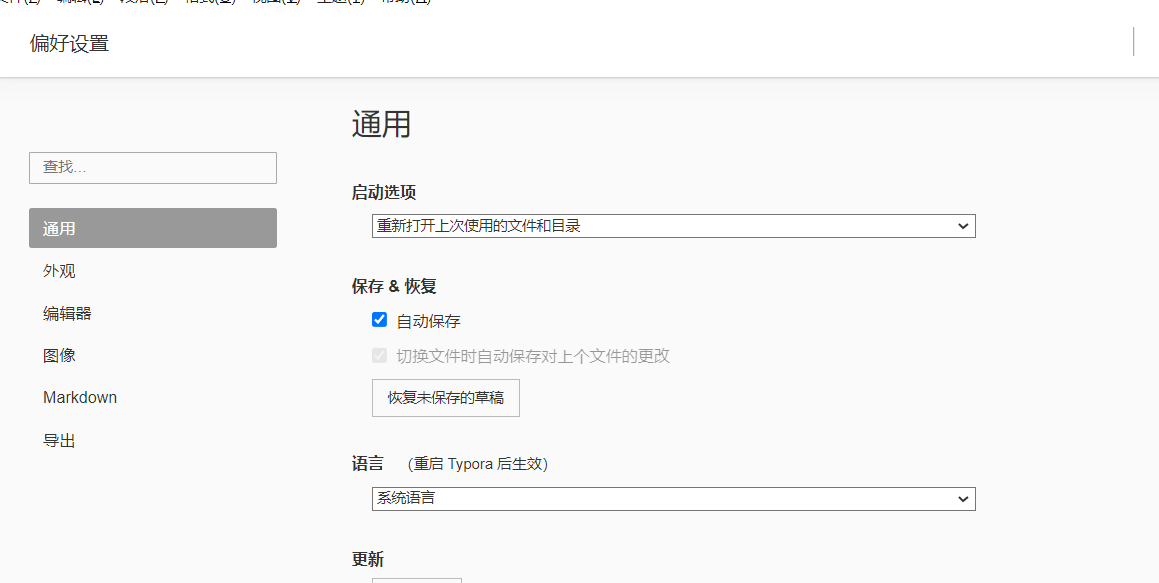 偏好设置
通用
查找...
启动选项
通用
重新打开上次使用的文件和目录
外观
保存 & 恢复
编辑器
自动保存
图像
切换文件时自动保存对上个文件的更改
Markdown
恢复未保存的草稿
导出
语言 (重启 Typora 后生效)
系统语言
更新